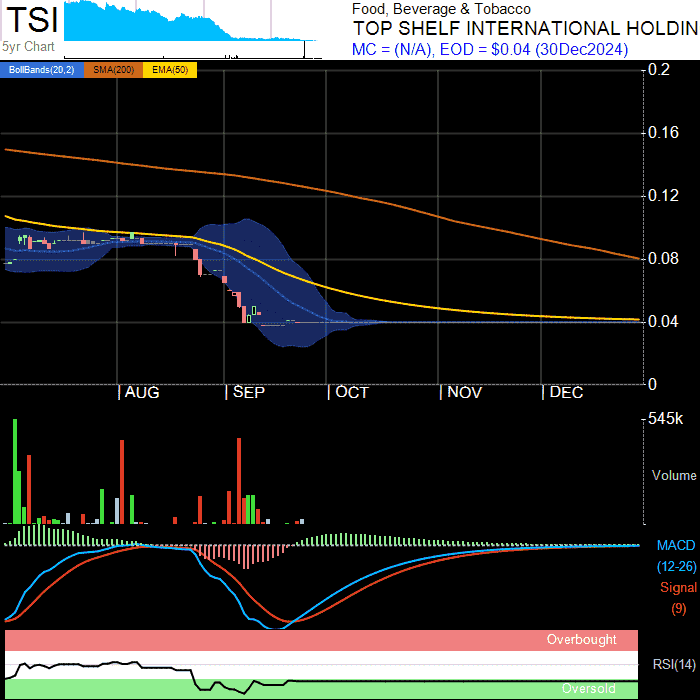 TSI
5yr Chart
Food, Beverage & Tobacco
TOP SHELF INTERNATIONAL HOLDIN
MC = (N/A), EOD = $0.04 (30Dec2024)
BollBands(20,2) SMA(200) EMA(50)
0.2
0.16
0.12
0.08
0.04
0
AUG SEP OCT NOV DEC
545k
Volume
MACD
(12-26)
Signal
(9)
Overbought
RSI(14)
Oversold